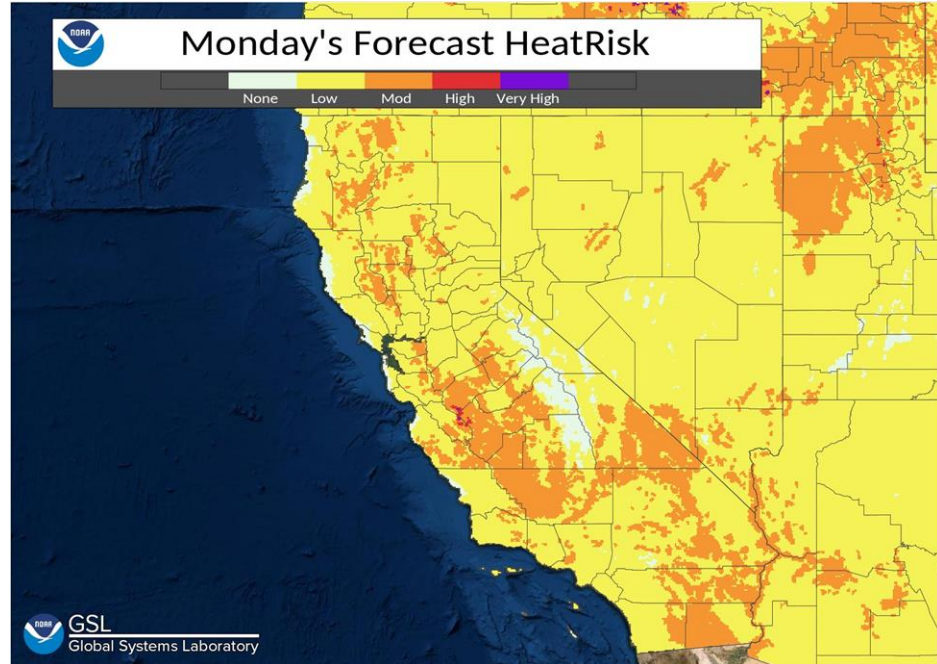 NOAA
Monday's Forecast HeatRisk
None Low Mod High Very High
NOAA
GSL
Global Systems Laboratory